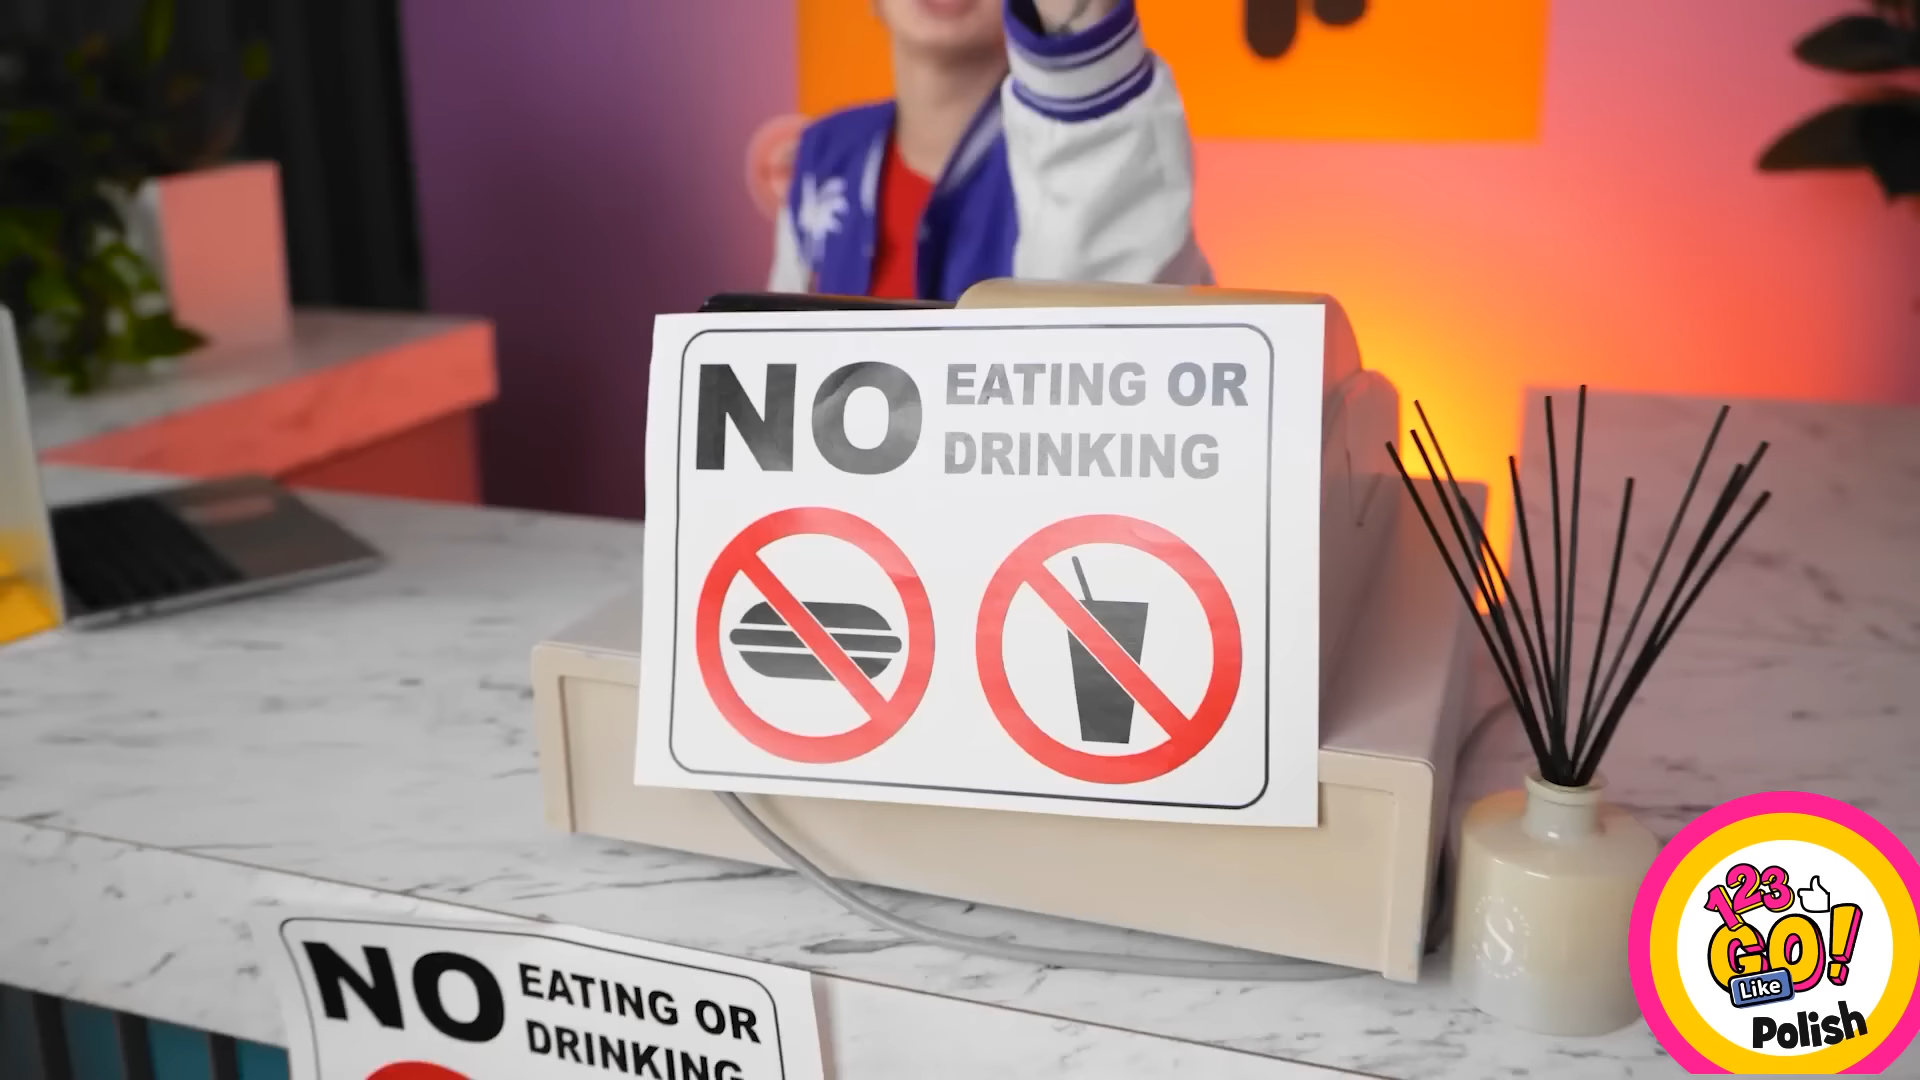 NO EATING OR
DRINKING
NO EATING OR
DRINKING
123
GO!
Like
Polish